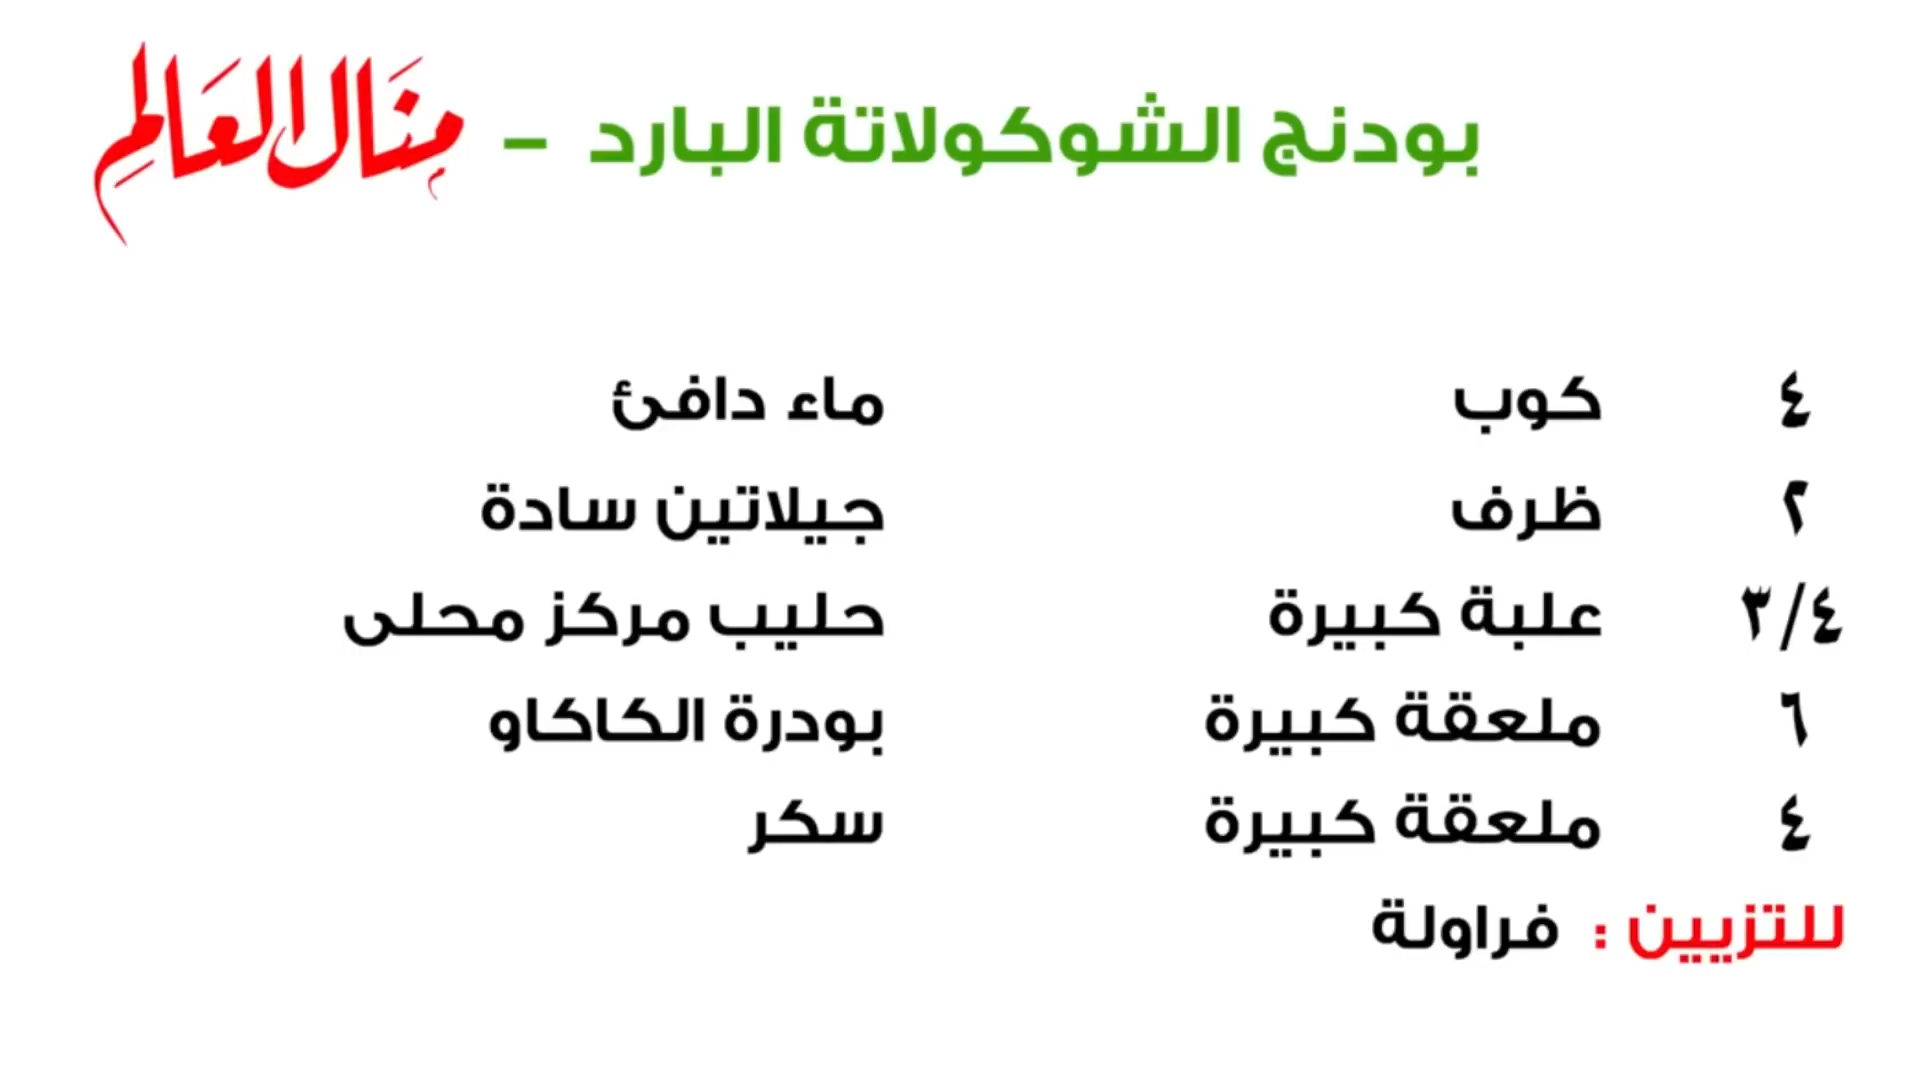 بودنج الشوكولاتة البارد - منال العالم
٤ كوب ماء دافئ
٢ ظرف جيلاتين سادة
٣/٤ علبة كبيرة حليب مركز محلى
٦ ملعقة كبيرة بودرة الكاكاو
٤ ملعقة كبيرة سكر
للتزيين : فراولة